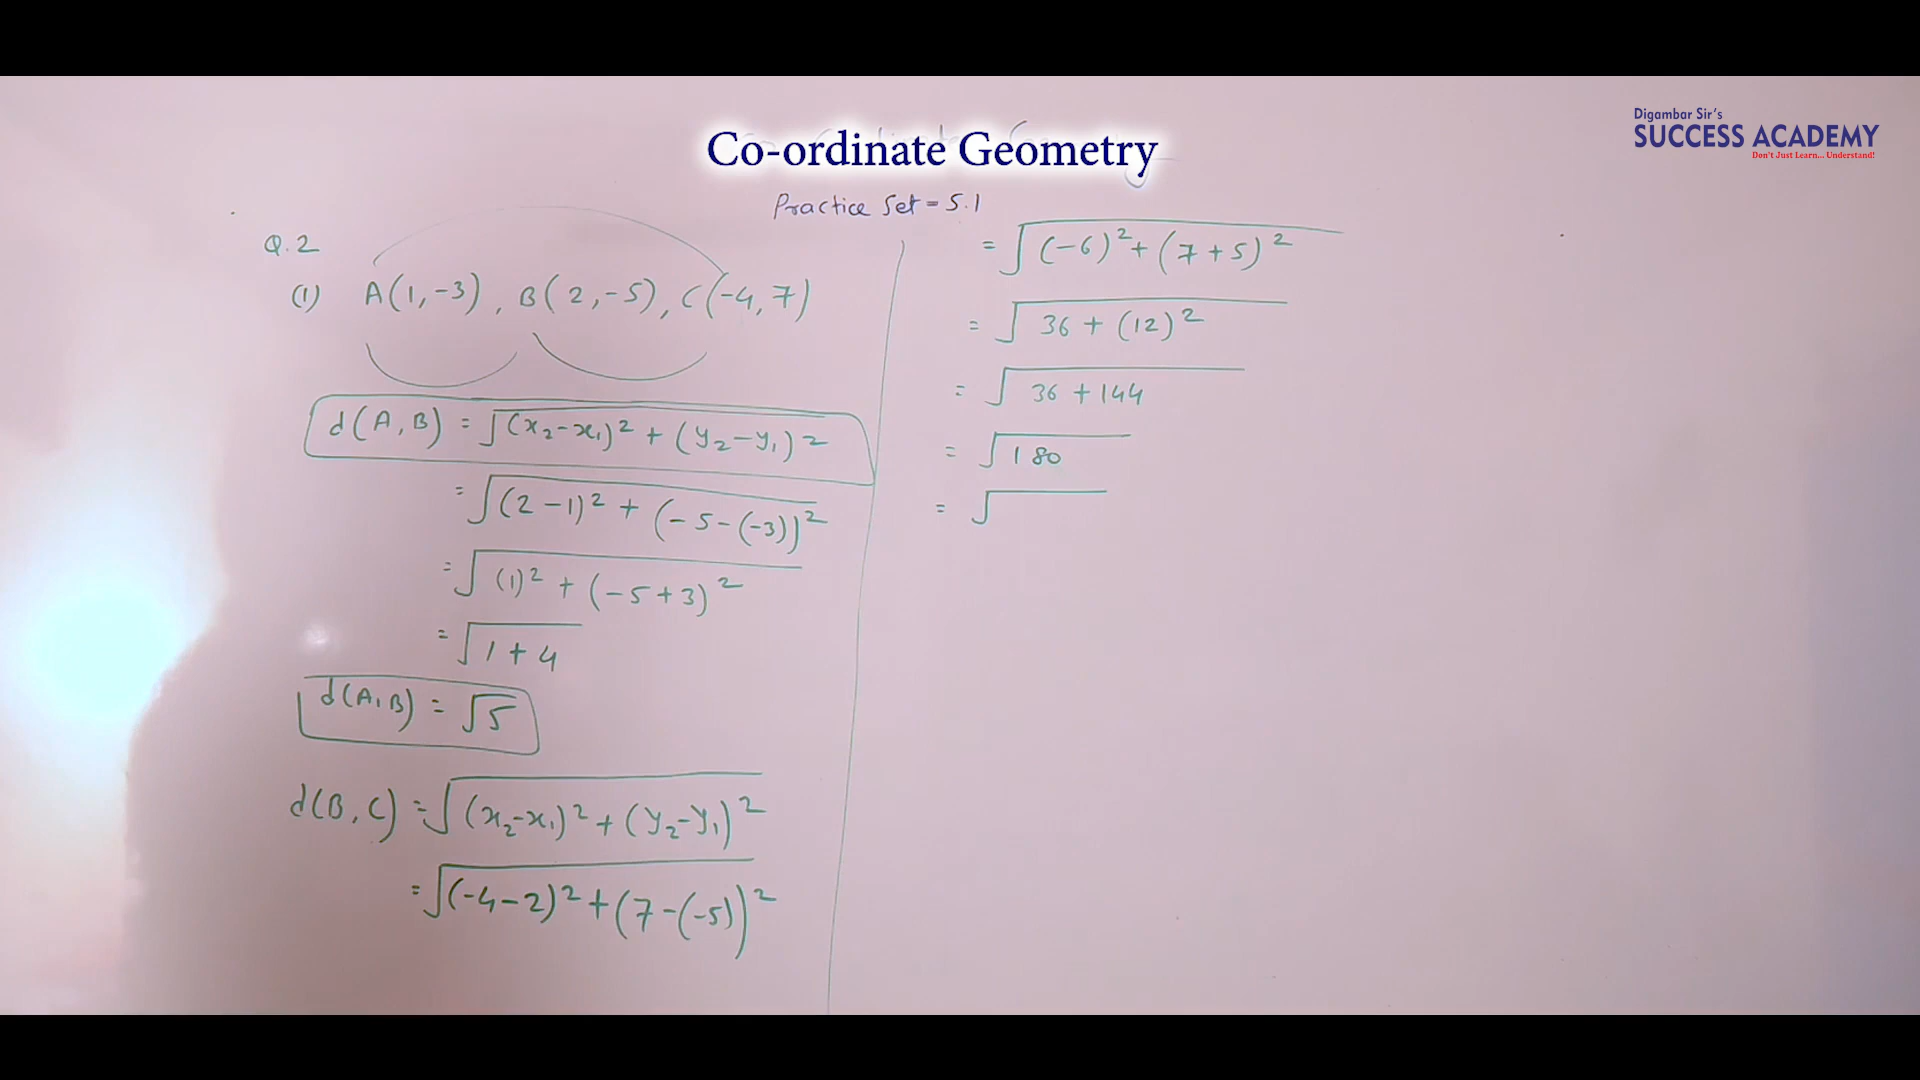 Co-ordinate Geometry
Digambar Sir's
SUCCESS ACADEMY
Don't Just Learn... Understand!
Practice Set = 5.1
Q.2
(1) A(1,-3), B(2,-5), C(-4,7)
d(A,B) = √(x₂-x₁)² + (y₂-y₁)²
= √(2-1)² + (-5-(-3))²
= √(1)² + (-5+3)²
= √1+4
d(A,B) = √5
d(B,C) = √(x₂-x₁)² + (y₂-y₁)²
= √(-4-2)² + (7-(-5))²
= √(-6)² + (7+5)²
= √36 + (12)²
= √36 + 144
= √180
= √